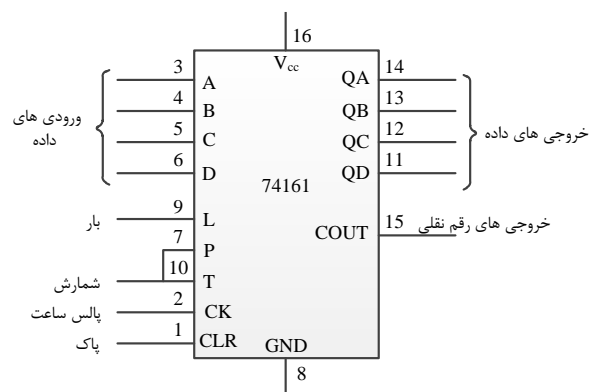 16
Vcc
3
A
14
QA
4
B
13
QB
5
C
12
QC
6
D
11
QD
ورودی های
داده
خروجی های داده
74161
9
L
بار
7
P
COUT
15
خروجی های رقم نقلی
10
T
شمارش
2
CK
پالس ساعت
1
CLR
پاک
GND
8